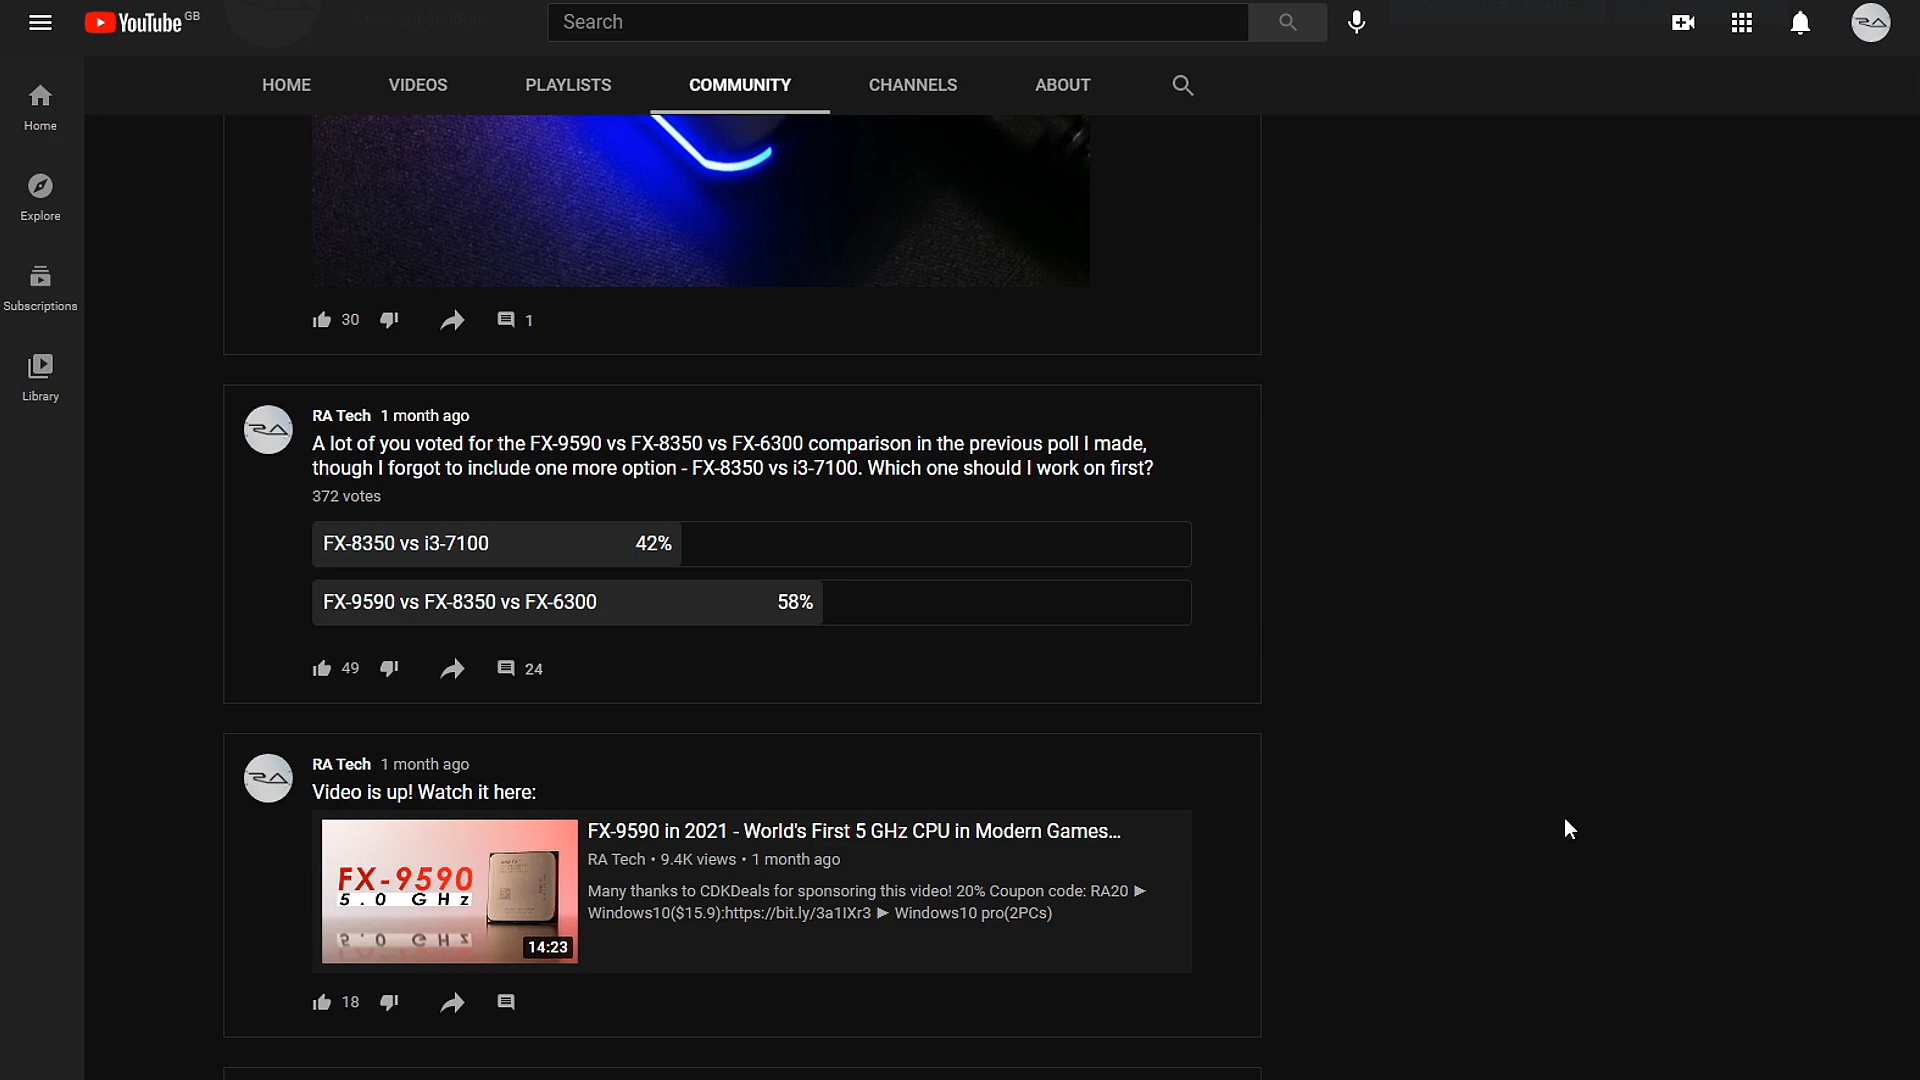 YouTube GB
Search
HOME VIDEOS PLAYLISTS COMMUNITY CHANNELS ABOUT
Home
Explore
Subscriptions
Library
30 1
RA Tech 1 month ago
A lot of you voted for the FX-9590 vs FX-8350 vs FX-6300 comparison in the previous poll I made,
though I forgot to include one more option - FX-8350 vs i3-7100. Which one should I work on first?
372 votes
FX-8350 vs i3-7100 42%
FX-9590 vs FX-8350 vs FX-6300 58%
49 24
RA Tech 1 month ago
Video is up! Watch it here:
FX-9590
5.0 GHz
14:23
FX-9590 in 2021 - World's First 5 GHz CPU in Modern Games...
RA Tech • 9.4K views • 1 month ago
Many thanks to CDKDeals for sponsoring this video! 20% Coupon code: RA20 ►
Windows10($15.9):https://bit.ly/3a1IXr3 ► Windows10 pro(2PCs)
18